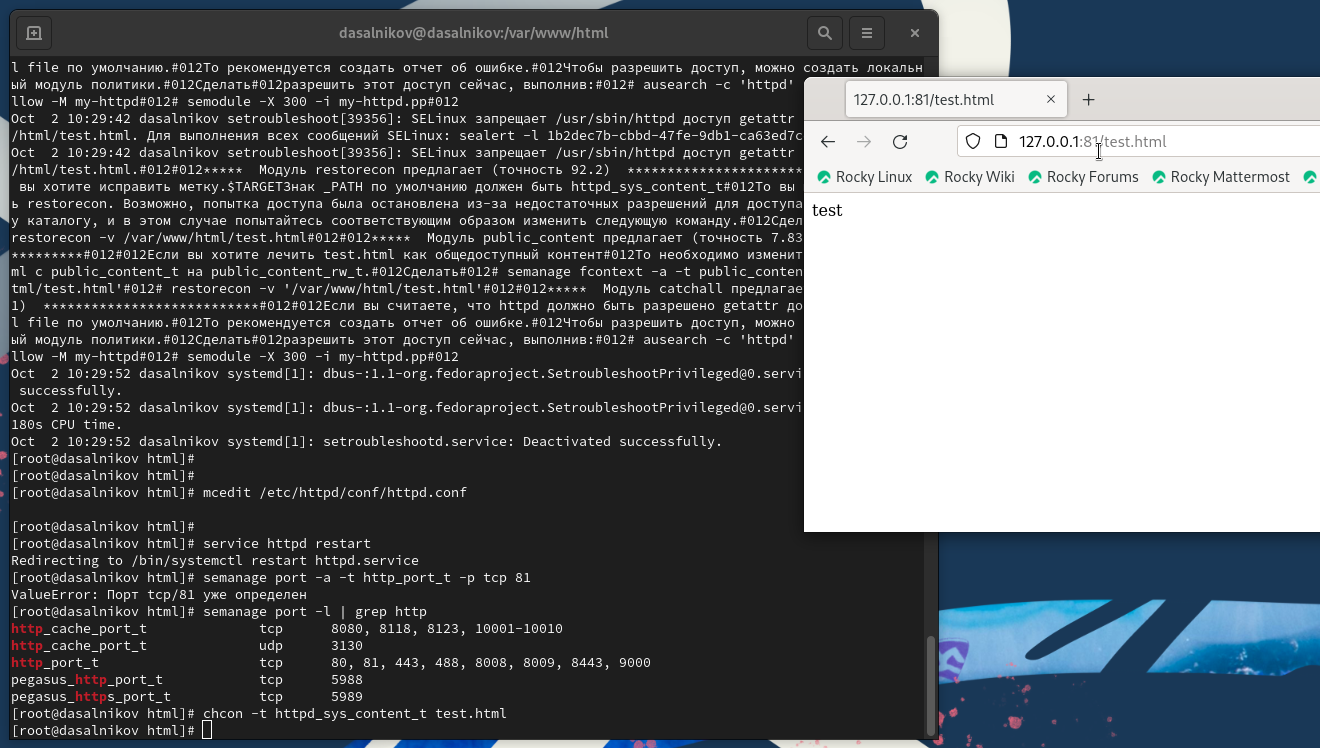 dasalnikov@dasalnikov:/var/www/html
l file по умолчанию.#012То рекомендуется создать отчет об ошибке.#012Чтобы разрешить доступ, можно создать локальн
ый модуль политики.#012Сделать#012разрешить этот доступ сейчас, выполнив:#012# ausearch -c 'httpd'
llow -M my-httpd#012# semodule -X 300 -i my-httpd.pp#012
Oct  2 10:29:42 dasalnikov setroubleshoot[39356]: SELinux запрещает /usr/sbin/httpd доступ getattr
/html/test.html. Для выполнения всех сообщений SELinux: sealert -l 1b2dec7b-cbbd-47fe-9db1-ca63ed7c
Oct  2 10:29:42 dasalnikov setroubleshoot[39356]: SELinux запрещает /usr/sbin/httpd доступ getattr
/html/test.html.#012#012*****  Модуль restorecon предлагает (точность 92.2)  **********************
 вы хотите исправить метку.$TARGETЗнак _PATH по умолчанию должен быть httpd_sys_content_t#012То вы
ь restorecon. Возможно, попытка доступа была остановлена из-за недостаточных разрешений для доступа
у каталогу, и в этом случае попытайтесь соответствующим образом изменить следующую команду.#012Сдел
restorecon -v /var/www/html/test.html#012#012*****  Модуль public_content предлагает (точность 7.83
*********#012#012Если вы хотите лечить test.html как общедоступный контент#012То необходимо изменит
ml с public_content_t на public_content_rw_t.#012Сделать#012# semanage fcontext -a -t public_conten
tml/test.html'#012# restorecon -v '/var/www/html/test.html'#012#012*****  Модуль catchall предлагае
1)  ***************************#012#012Если вы считаете, что httpd должно быть разрешено getattr до
l file по умолчанию.#012То рекомендуется создать отчет об ошибке.#012Чтобы разрешить доступ, можно
ый модуль политики.#012Сделать#012разрешить этот доступ сейчас, выполнив:#012# ausearch -c 'httpd'
llow -M my-httpd#012# semodule -X 300 -i my-httpd.pp#012
Oct  2 10:29:52 dasalnikov systemd[1]: dbus-:1.1-org.fedoraproject.SetroubleshootPrivileged@0.servi
 successfully.
Oct  2 10:29:52 dasalnikov systemd[1]: dbus-:1.1-org.fedoraproject.SetroubleshootPrivileged@0.servi
180s CPU time.
Oct  2 10:29:52 dasalnikov systemd[1]: setroubleshootd.service: Deactivated successfully.
[root@dasalnikov html]#
[root@dasalnikov html]#
[root@dasalnikov html]# mcedit /etc/httpd/conf/httpd.conf
[root@dasalnikov html]#
[root@dasalnikov html]# service httpd restart
Redirecting to /bin/systemctl restart httpd.service
[root@dasalnikov html]# semanage port -a -t http_port_t -p tcp 81
ValueError: Порт tcp/81 уже определен
[root@dasalnikov html]# semanage port -l | grep http
http_cache_port_t              tcp      8080, 8118, 8123, 10001-10010
http_cache_port_t              udp      3130
http_port_t                    tcp      80, 81, 443, 488, 8008, 8009, 8443, 9000
pegasus_http_port_t            tcp      5988
pegasus_https_port_t           tcp      5989
[root@dasalnikov html]# chcon -t httpd_sys_content_t test.html
[root@dasalnikov html]#
127.0.0.1:81/test.html
127.0.0.1:81/test.html
Rocky Linux Rocky Wiki Rocky Forums Rocky Mattermost
test